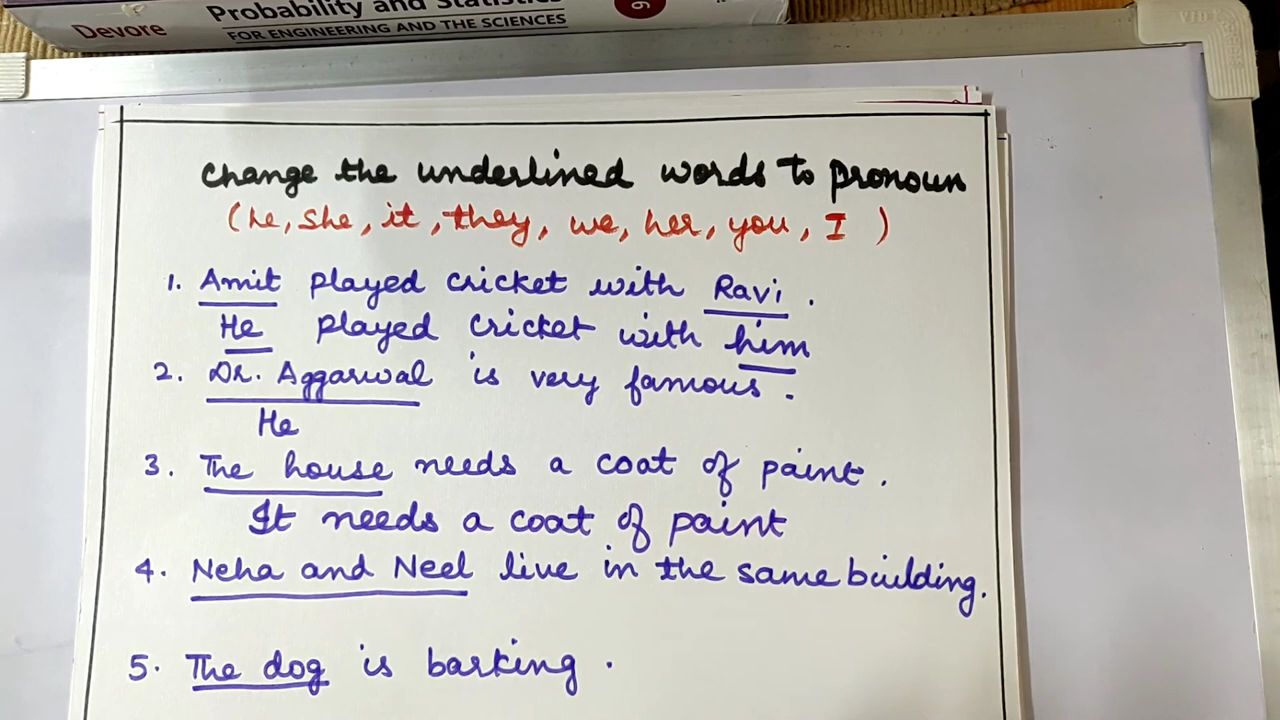 Probability and Statistics
Devore
FOR ENGINEERING AND THE SCIENCES
9
VJD
Change the underlined words to pronoun
(he, she, it, they, we, her, you, I )
1. Amit played cricket with Ravi .
He played cricket with him
2. Dr. Aggarwal is very famous .
He
3. The house needs a coat of paint .
It needs a coat of paint
4. Neha and Neel live in the same building.
5. The dog is barking .